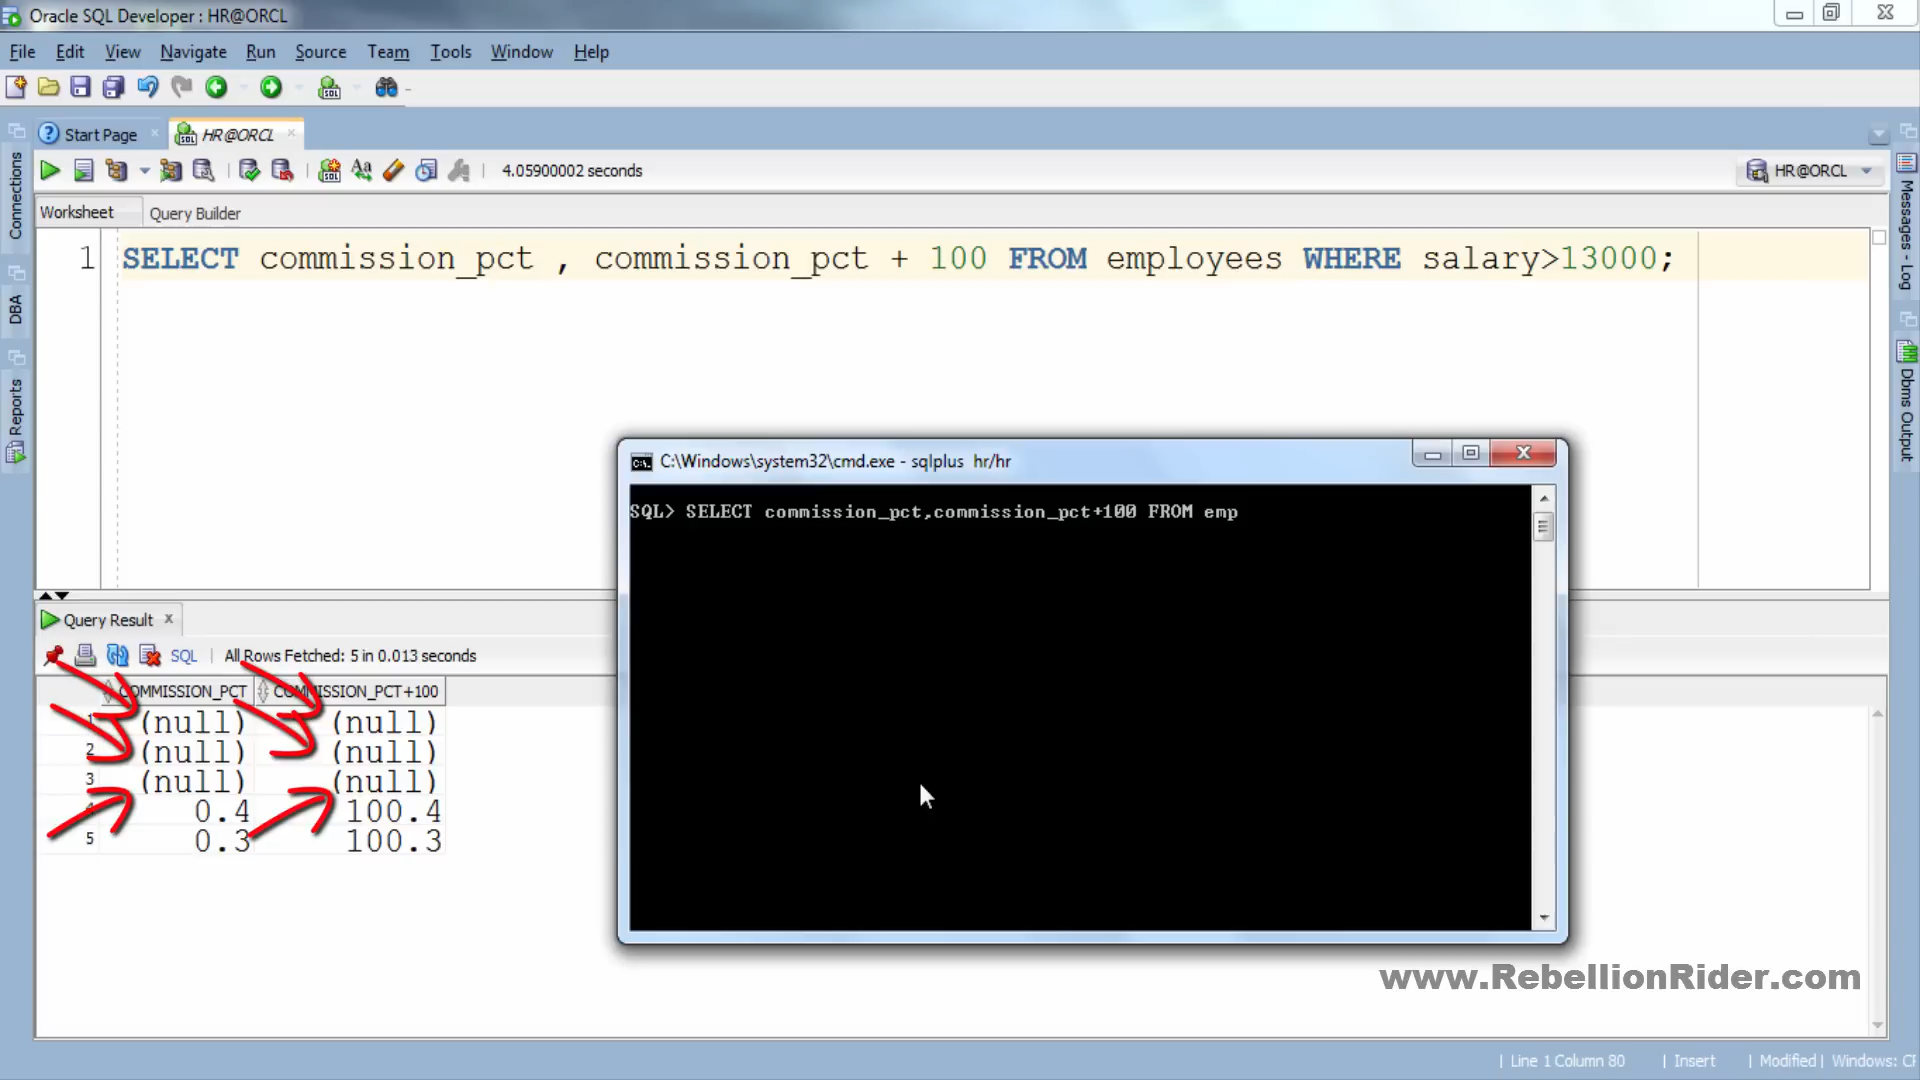 Oracle SQL Developer : HR@ORCL
File Edit View Navigate Run Source Team Tools Window Help
Start Page HR@ORCL
4.05900002 seconds
HR@ORCL
Worksheet Query Builder
1 SELECT commission_pct , commission_pct + 100 FROM employees WHERE salary>13000;
Connections
DBA
Reports
Messages - Log
Dbms Output
C:\Windows\system32\cmd.exe - sqlplus hr/hr
SQL> SELECT commission_pct,commission_pct+100 FROM emp
Query Result
SQL | All Rows Fetched: 5 in 0.013 seconds
COMMISSION_PCT COMMISSION_PCT+100
1 (null) (null)
2 (null) (null)
3 (null) (null)
4 0.4 100.4
5 0.3 100.3
www.RebellionRider.com
| Line 1 Column 80 | Insert | Modified | Windows: